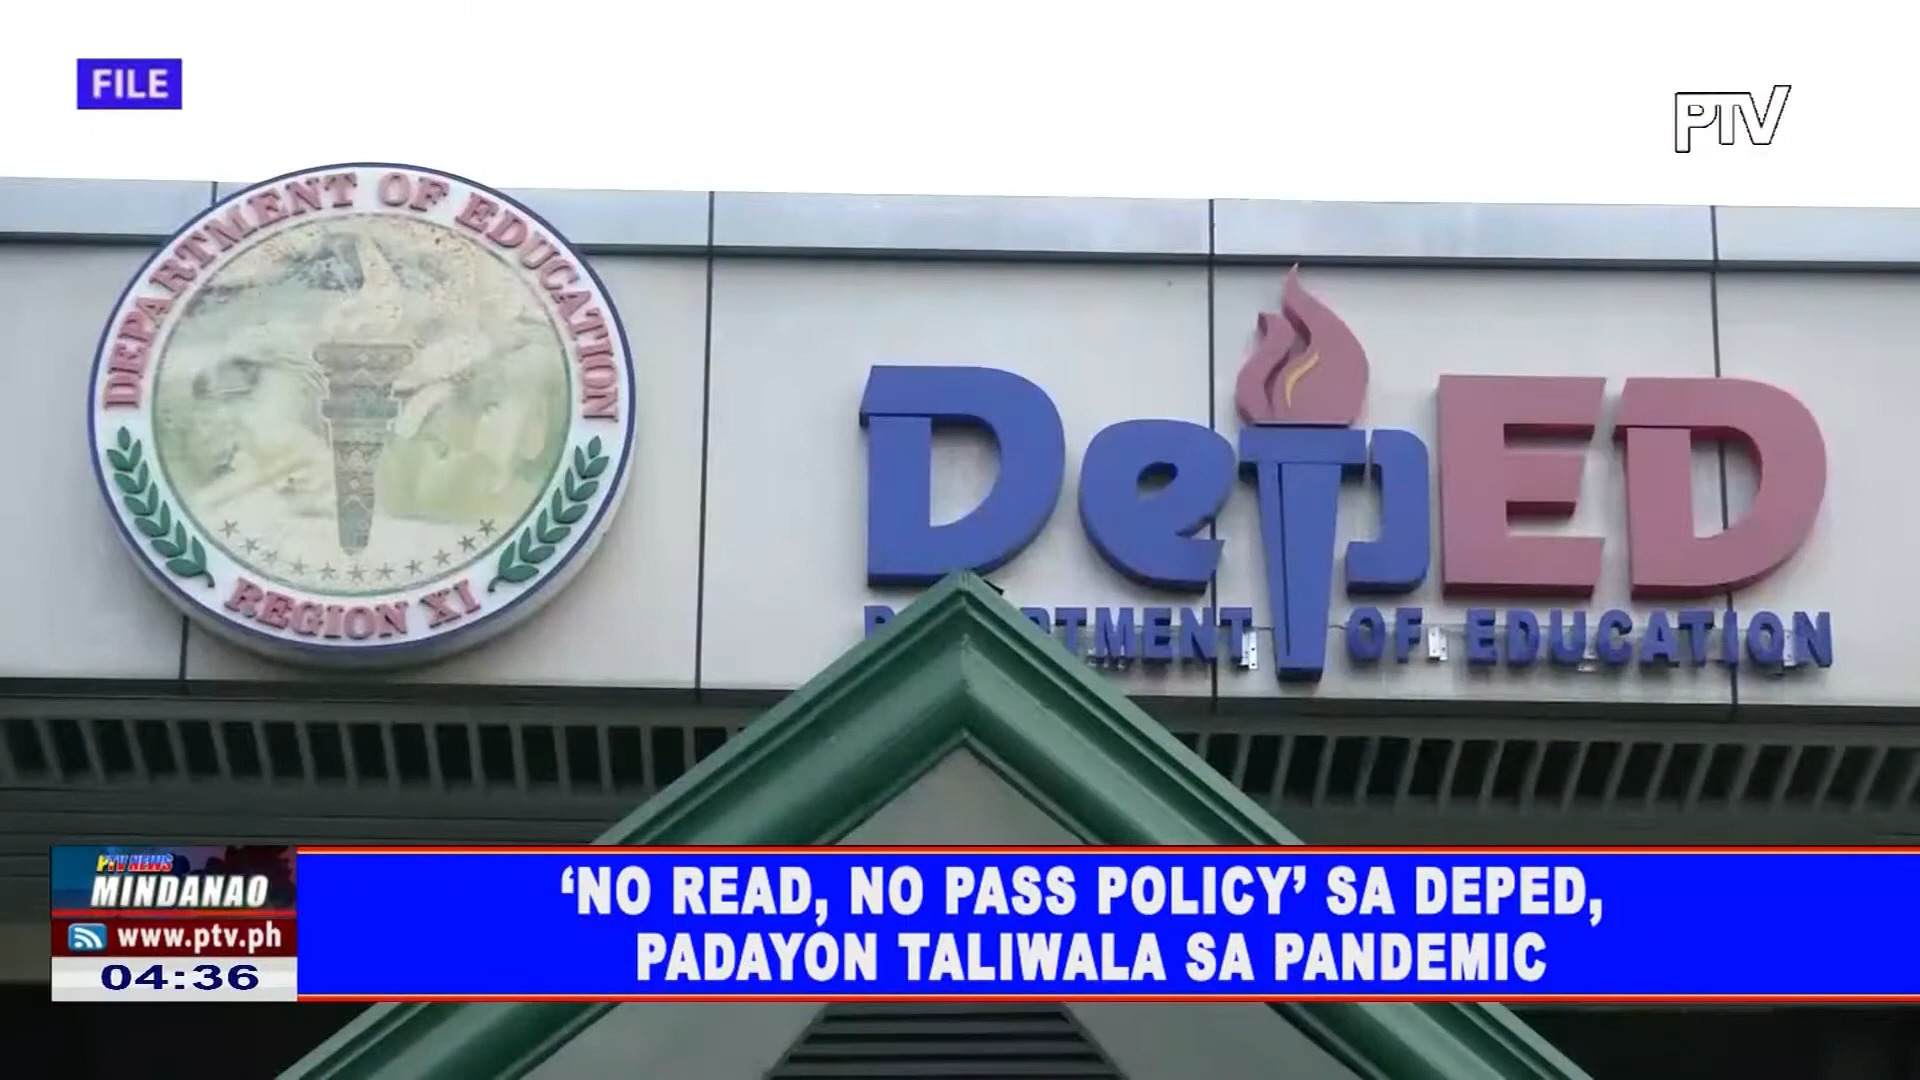 FILE
PTV
DEPARTMENT OF EDUCATION
REGION XI
DepED
DEPARTMENT OF EDUCATION
PTV NEWS
MINDANAO
www.ptv.ph
04:36
‘NO READ, NO PASS POLICY’ SA DEPED,
PADAYON TALIWALA SA PANDEMIC